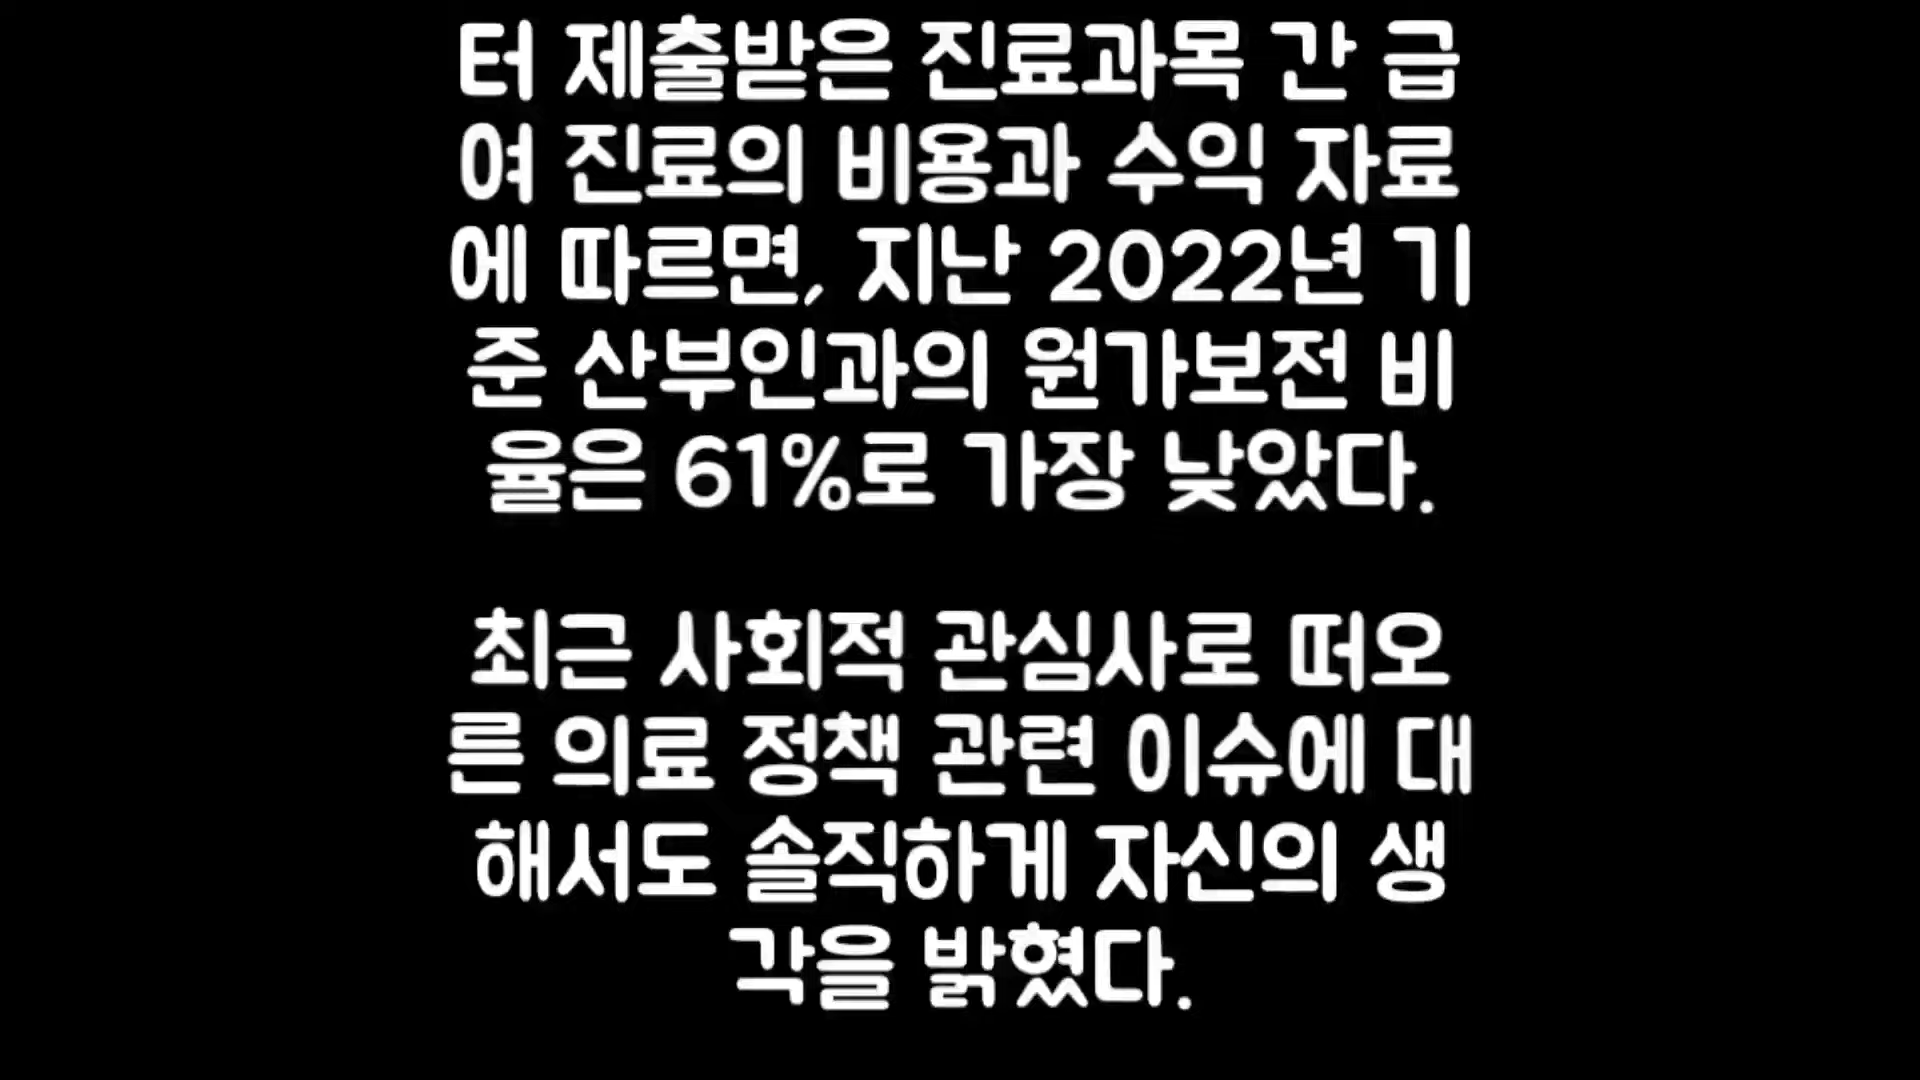 터 제출받은 진료과목 간 급
여 진료의 비용과 수익 자료
에 따르면, 지난 2022년 기
준 산부인과의 원가보전 비
율은 61%로 가장 낮았다.
최근 사회적 관심사로 떠오
른 의료 정책 관련 이슈에 대
해서도 솔직하게 자신의 생
각을 밝혔다.